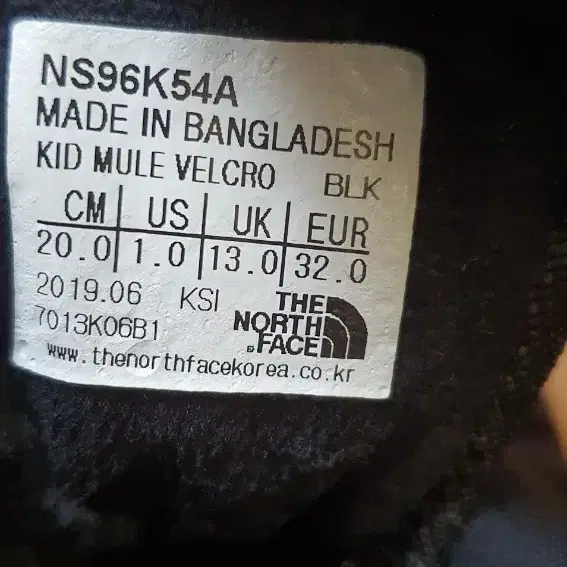 NS96K54A
MADE IN BANGLADESH
KID MULE VELCRO BLK
CM US UK EUR
20.0 1.0 13.0 32.0
2019.06 KSI
7013K06B1
THE
NORTH
FACE
www.thenorthfacekorea.co.kr